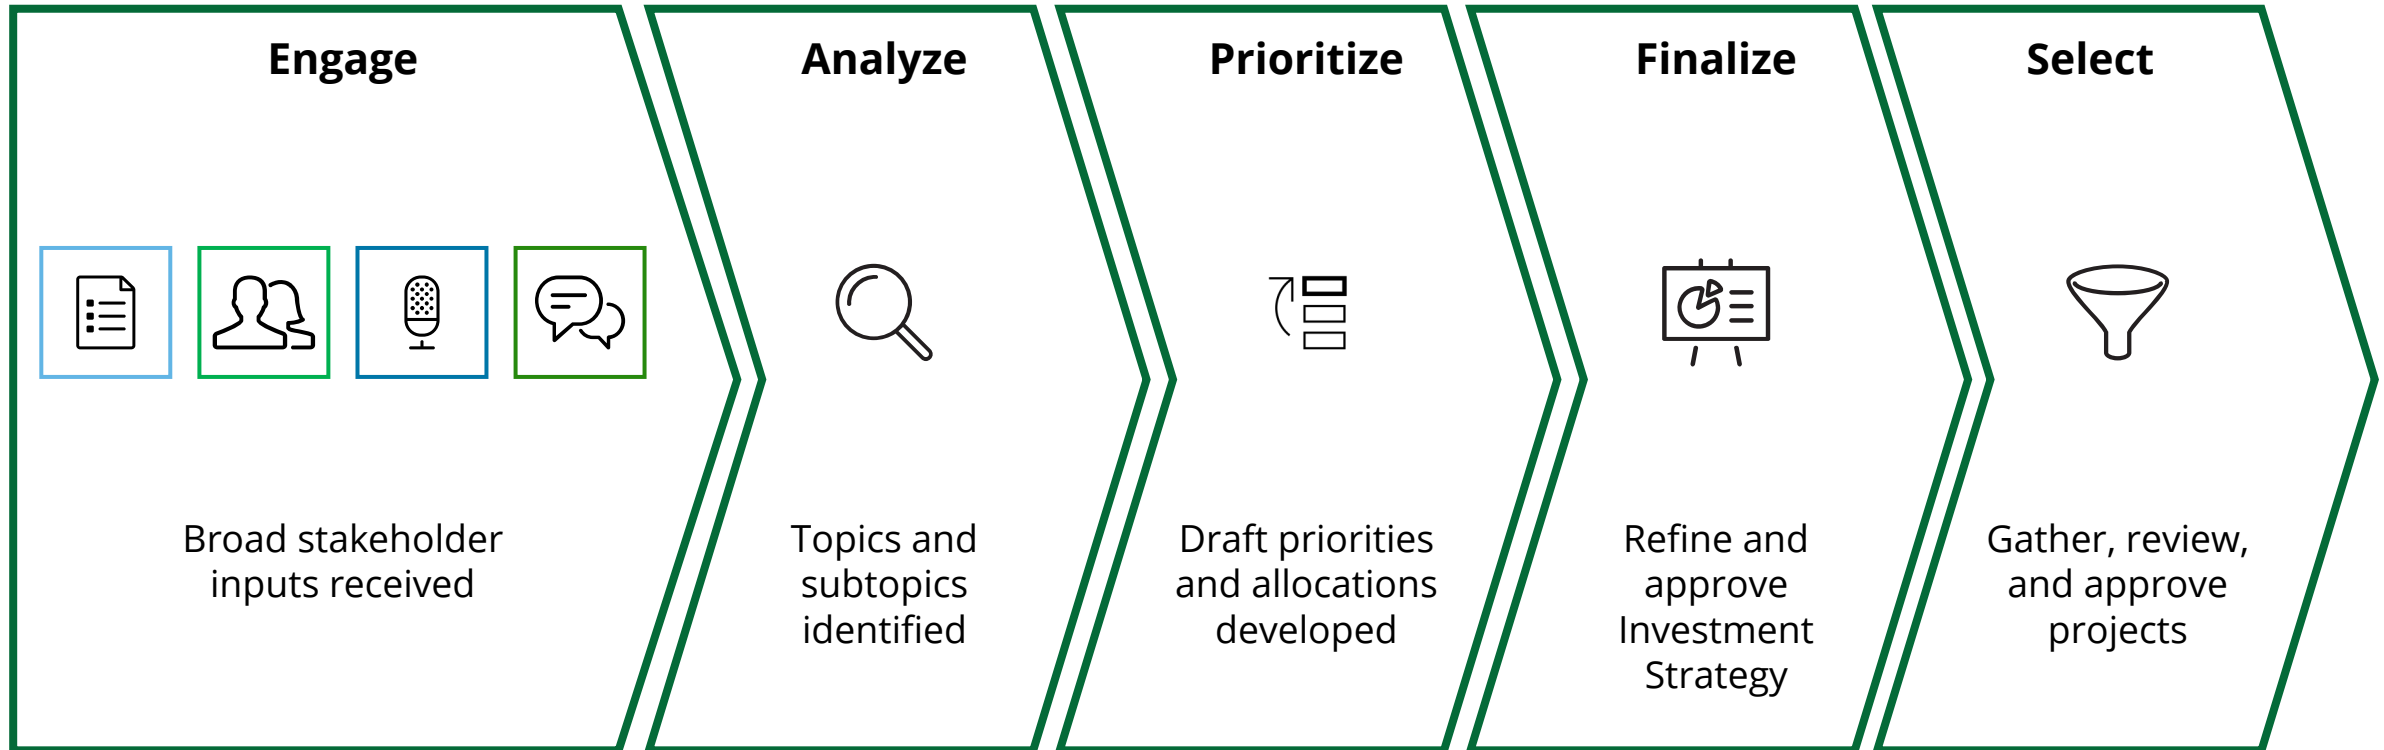 Engage
Broad stakeholder
inputs received
Analyze
Topics and
subtopics
identified
Prioritize
Draft priorities
and allocations
developed
Finalize
Refine and
approve
Investment
Strategy
Select
Gather, review,
and approve
projects